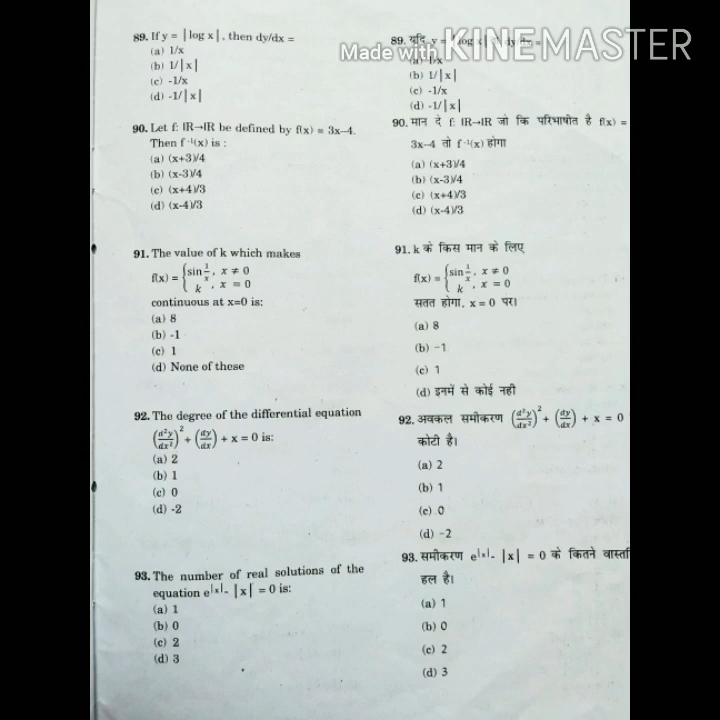 Made with KINEMASTER
89. If y = |log x|, then dy/dx =
(a) 1/x
(b) 1/|x|
(c) -1/x
(d) -1/|x|
90. Let f: IR→IR be defined by f(x) = 3x–4.
Then f⁻¹(x) is :
(a) (x+3)/4
(b) (x-3)/4
(c) (x+4)/3
(d) (x-4)/3
91. The value of k which makes
f(x) = { sin 1/x, x ≠ 0
k, x = 0
continuous at x=0 is:
(a) 8
(b) -1
(c) 1
(d) None of these
92. The degree of the differential equation
(d²y/dx²)² + (dy/dx) + x = 0 is:
(a) 2
(b) 1
(c) 0
(d) -2
93. The number of real solutions of the
equation e^|x| - |x| = 0 is:
(a) 1
(b) 0
(c) 2
(d) 3
89. यदि y =
(b) 1/|x|
(c) -1/x
(d) -1/|x|
90. मान दे f: IR→IR जो कि परिभाषीत है f(x) =
3x–4 तो f⁻¹(x) होगा
(a) (x+3)/4
(b) (x-3)/4
(c) (x+4)/3
(d) (x-4)/3
91. k के किस मान के लिए
f(x) = { sin 1/x, x ≠ 0
k, x = 0
सतत होगा, x = 0 पर।
(a) 8
(b) -1
(c) 1
(d) इनमें से कोई नही
92. अवकल समीकरण (d²y/dx²)² + (dy/dx) + x = 0
कोटी है।
(a) 2
(b) 1
(c) 0
(d) -2
93. समीकरण e^|x| - |x| = 0 के कितने
हल है।
(a) 1
(b) 0
(c) 2
(d) 3